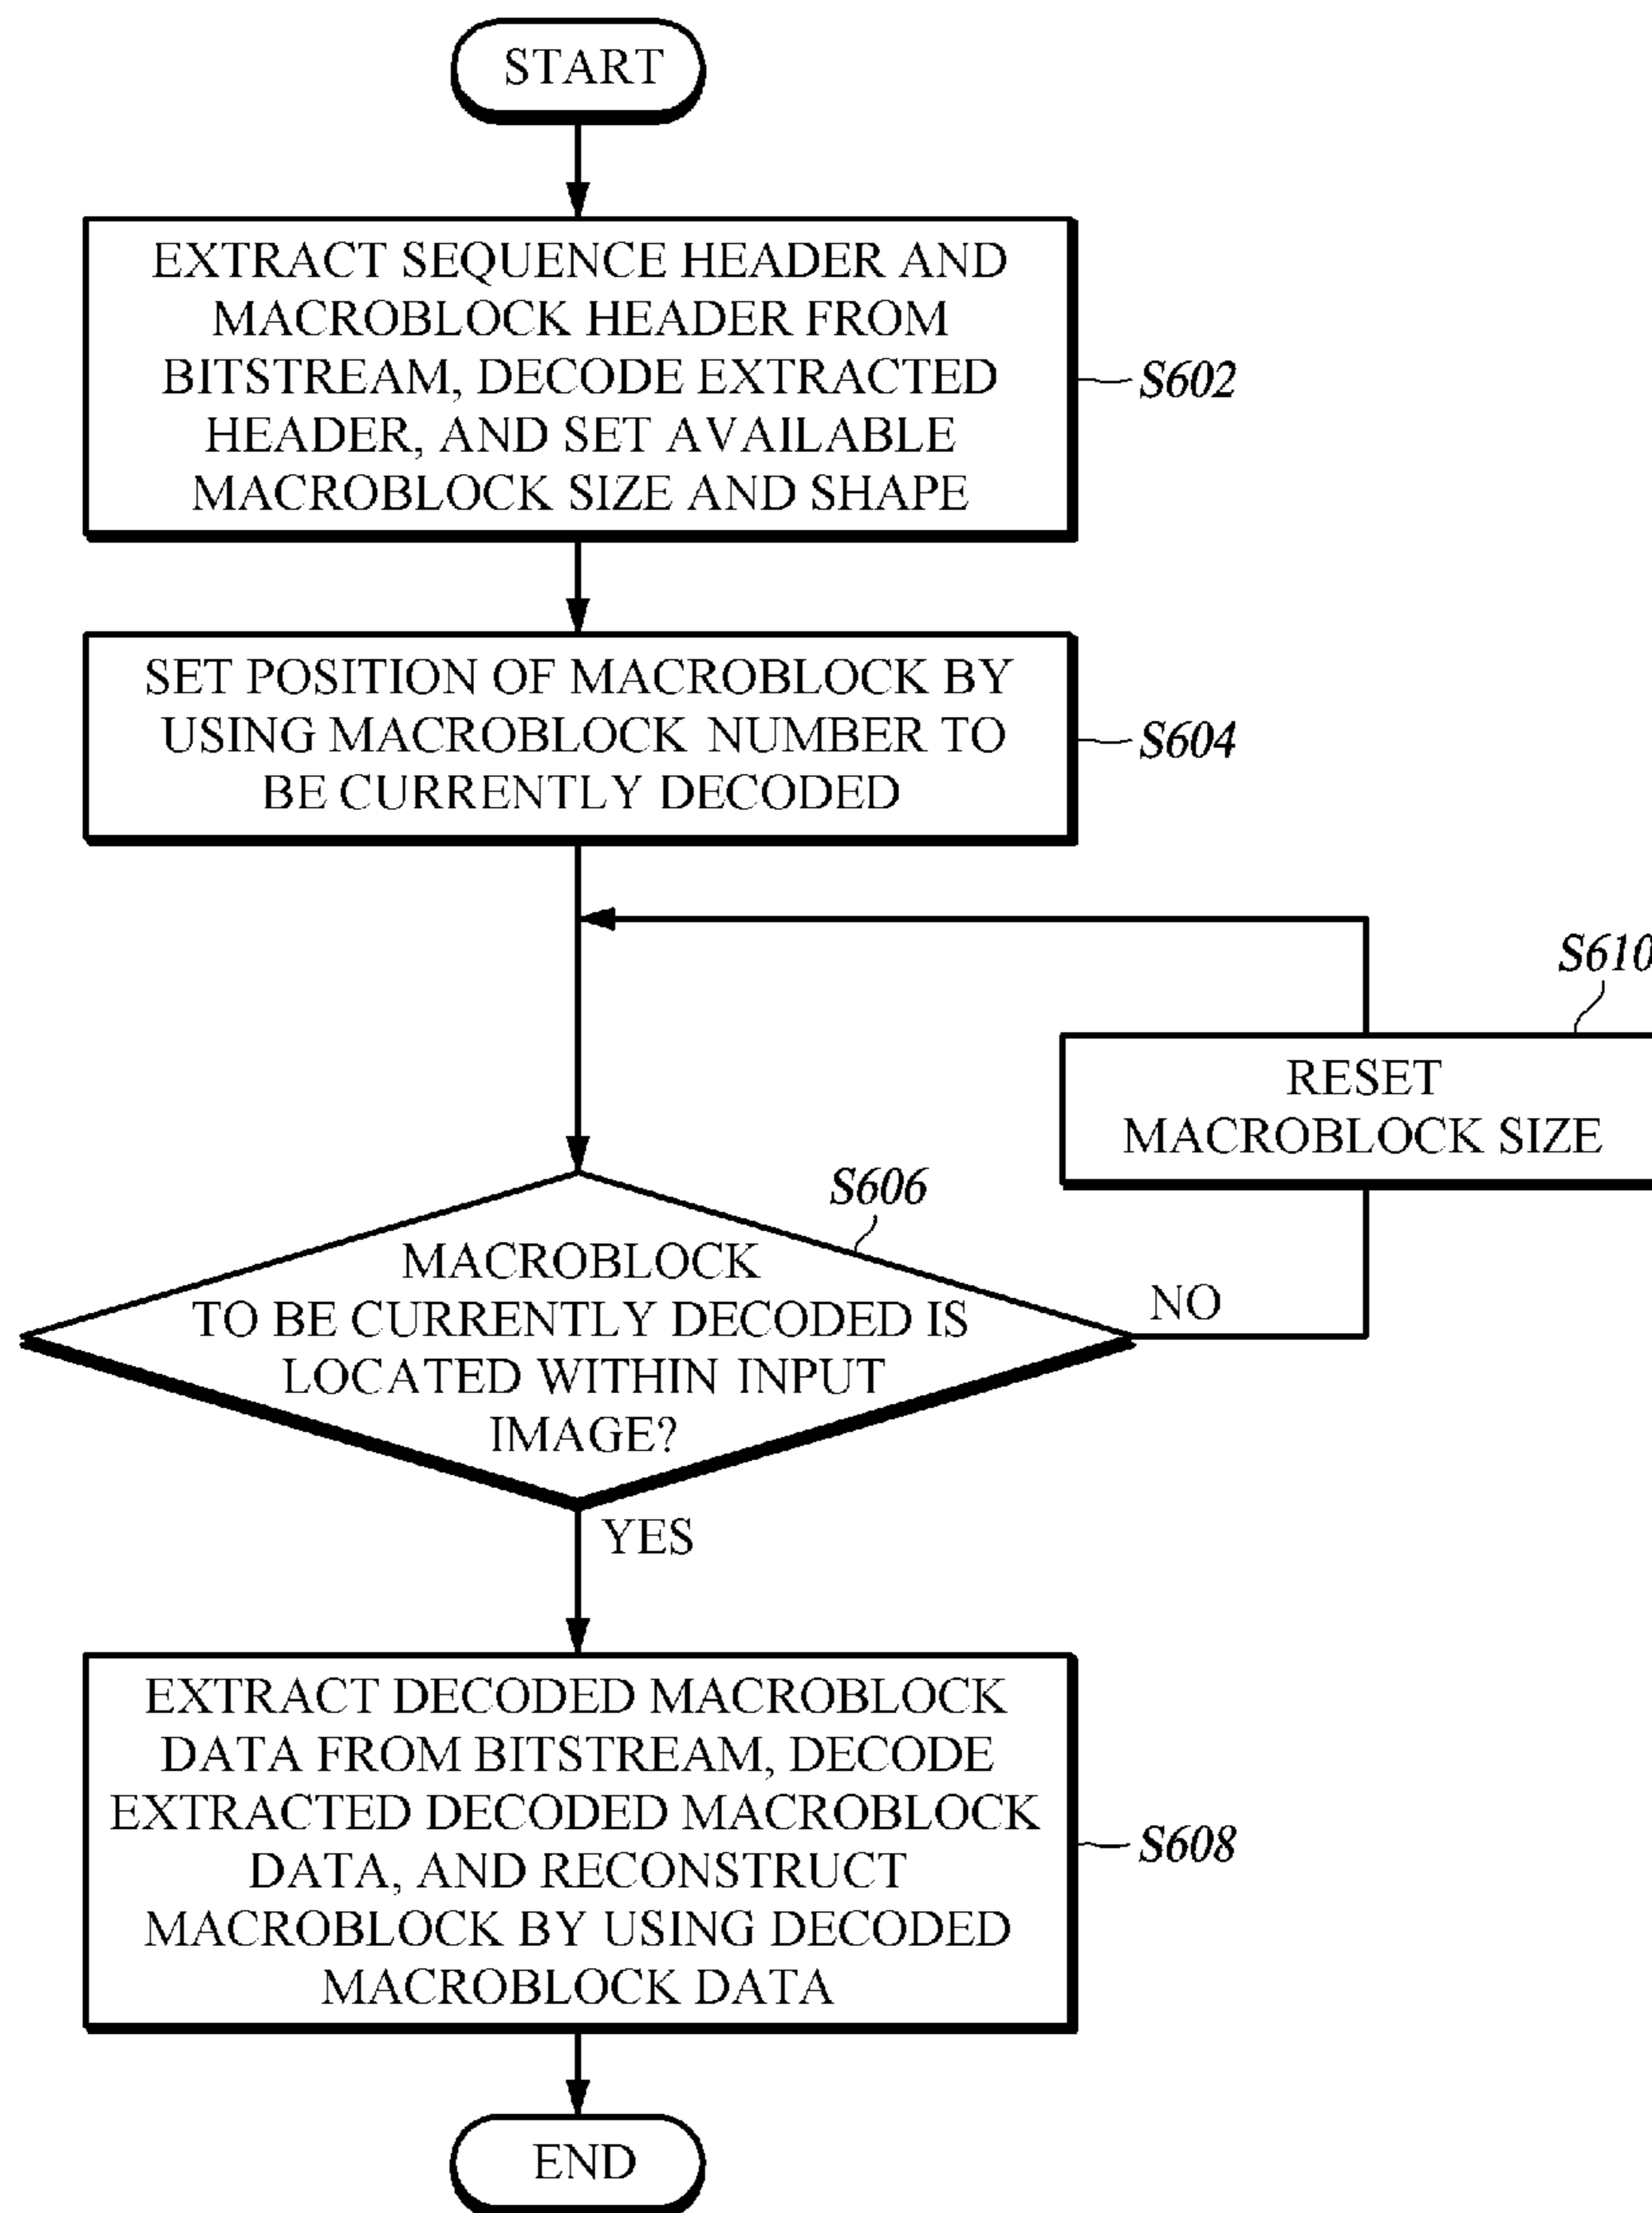 START
EXTRACT SEQUENCE HEADER AND
MACROBLOCK HEADER FROM
BITSTREAM, DECODE EXTRACTED
HEADER, AND SET AVAILABLE
MACROBLOCK SIZE AND SHAPE
S602
SET POSITION OF MACROBLOCK BY
USING MACROBLOCK NUMBER TO
BE CURRENTLY DECODED
S604
S610
RESET
MACROBLOCK SIZE
S606
MACROBLOCK
TO BE CURRENTLY DECODED IS
LOCATED WITHIN INPUT
IMAGE?
NO
YES
EXTRACT DECODED MACROBLOCK
DATA FROM BITSTREAM, DECODE
EXTRACTED DECODED MACROBLOCK
DATA, AND RECONSTRUCT
MACROBLOCK BY USING DECODED
MACROBLOCK DATA
S608
END